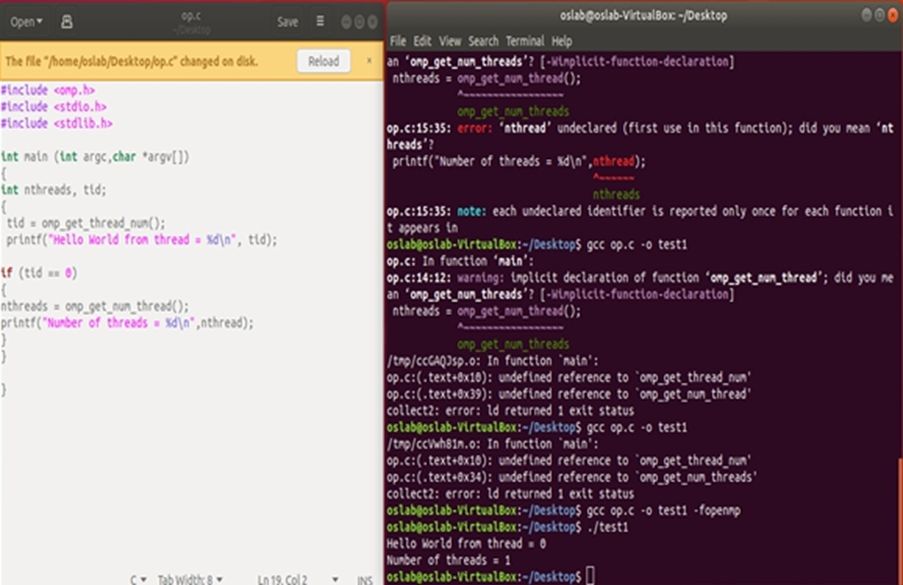 Open▼
op.c
~/Desktop
Save
The file "/home/oslab/Desktop/op.c" changed on disk.
Reload
×
#include <omp.h>
#include <stdio.h>
#include <stdlib.h>
int main (int argc,char *argv[])
{
int nthreads, tid;
{
tid = omp_get_thread_num();
printf("Hello World from thread = %d\n", tid);
if (tid == 0)
{
nthreads = omp_get_num_thread();
printf("Number of threads = %d\n",nthread);
}
}
}
C▼ Tab Width: 8▼ Ln 19, Col 2 ▼ INS
oslab@oslab-VirtualBox: ~/Desktop
File Edit View Search Terminal Help
an ‘omp_get_num_threads’? [-Wimplicit-function-declaration]
nthreads = omp_get_num_thread();
^~~~~~~~~~~~~~~~~~
omp_get_num_threads
op.c:15:35: error: ‘nthread’ undeclared (first use in this function); did you mean ‘nt
hreads’?
printf("Number of threads = %d\n",nthread);
^~~~~~~
nthreads
op.c:15:35: note: each undeclared identifier is reported only once for each function i
t appears in
oslab@oslab-VirtualBox:~/Desktop$ gcc op.c -o test1
op.c: In function ‘main’:
op.c:14:12: warning: implicit declaration of function ‘omp_get_num_thread’; did you me
an ‘omp_get_num_threads’? [-Wimplicit-function-declaration]
nthreads = omp_get_num_thread();
^~~~~~~~~~~~~~~~~~
omp_get_num_threads
/tmp/ccGAQJsp.o: In function `main':
op.c:(.text+0x10): undefined reference to `omp_get_thread_num'
op.c:(.text+0x39): undefined reference to `omp_get_num_thread'
collect2: error: ld returned 1 exit status
oslab@oslab-VirtualBox:~/Desktop$ gcc op.c -o test1
/tmp/ccVwhB1m.o: In function `main':
op.c:(.text+0x10): undefined reference to `omp_get_thread_num'
op.c:(.text+0x34): undefined reference to `omp_get_num_threads'
collect2: error: ld returned 1 exit status
oslab@oslab-VirtualBox:~/Desktop$ gcc op.c -o test1 -fopenmp
oslab@oslab-VirtualBox:~/Desktop$ ./test1
Hello World from thread = 0
Number of threads = 1
oslab@oslab-VirtualBox:~/Desktop$